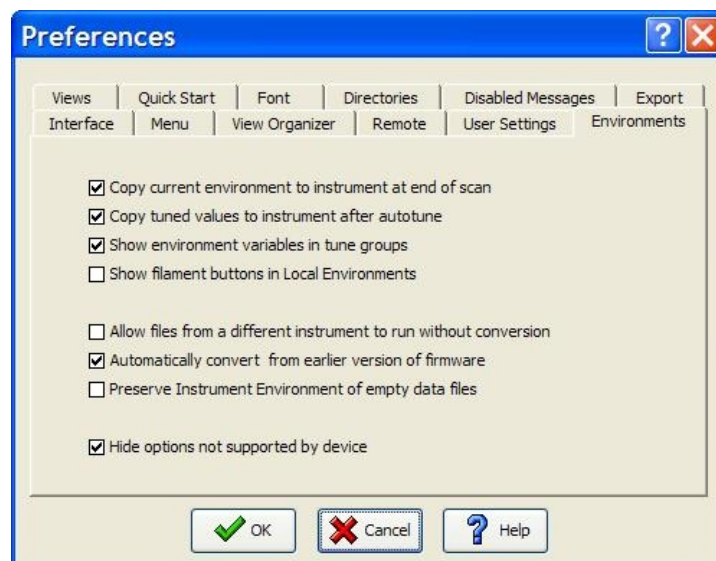 Preferences
Views Quick Start Font Directories Disabled Messages Export
Interface Menu View Organizer Remote User Settings Environments
Copy current environment to instrument at end of scan
Copy tuned values to instrument after autotune
Show environment variables in tune groups
Show filament buttons in Local Environments
Allow files from a different instrument to run without conversion
Automatically convert from earlier version of firmware
Preserve Instrument Environment of empty data files
Hide options not supported by device
OK Cancel Help